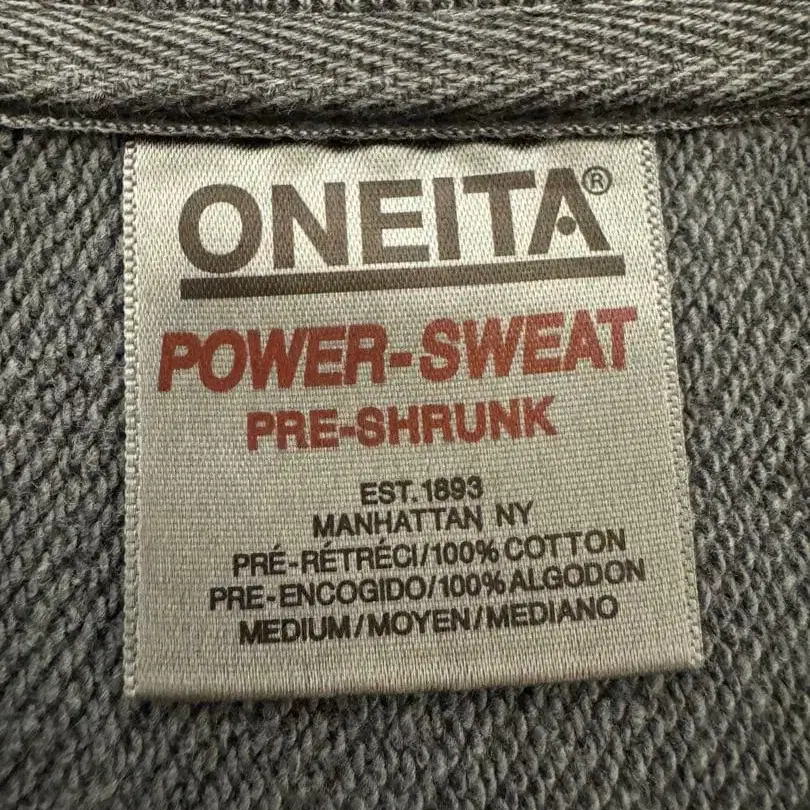 ONEITA®
POWER-SWEAT
PRE-SHRUNK
EST. 1893
MANHATTAN NY
PRÉ-RÉTRÉCI/100% COTTON
PRE-ENCOGIDO/100% ALGODON
MEDIUM/MOYEN/MEDIANO